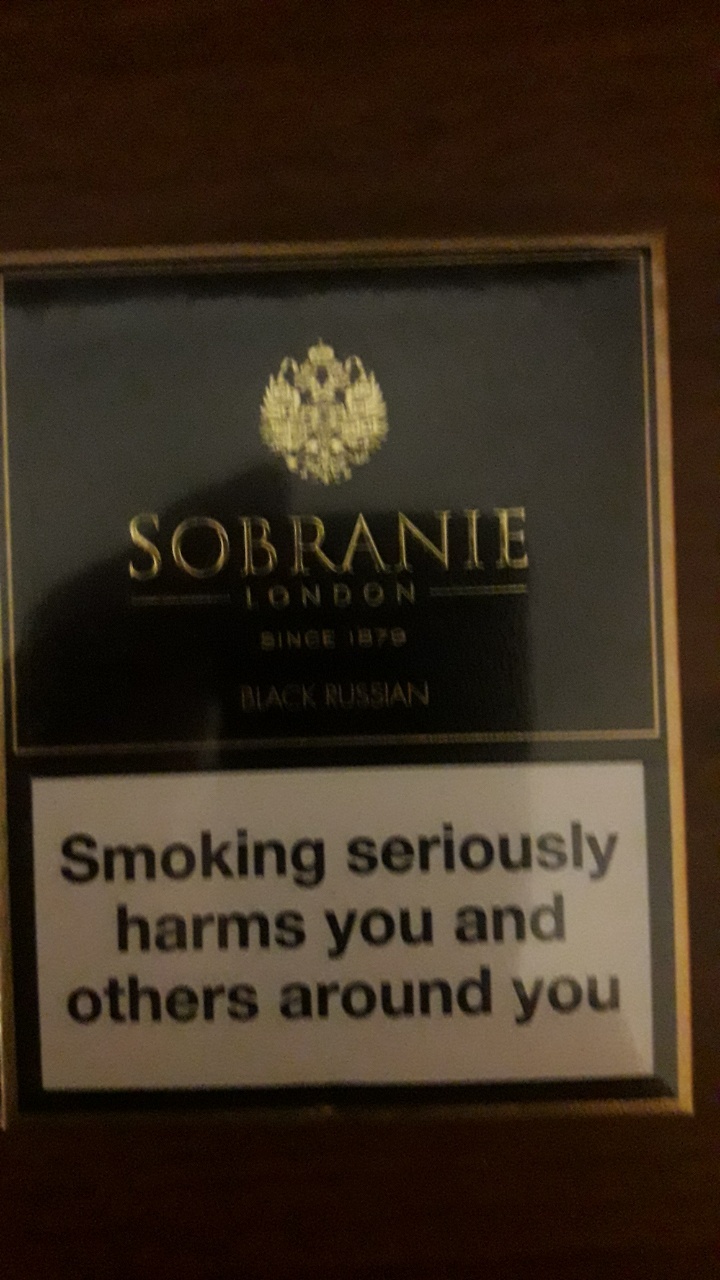 SOBRANIE
LONDON
SINCE 1879
BLACK RUSSIAN
Smoking seriously
harms you and
others around you